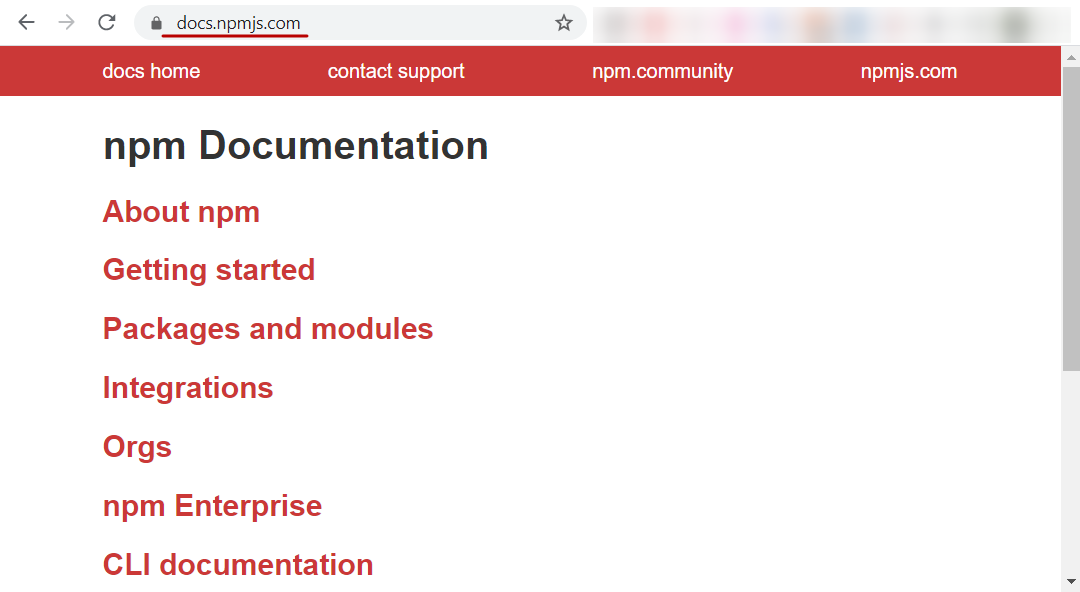 docs.npmjs.com
docs home contact support npm.community npmjs.com
npm Documentation
About npm
Getting started
Packages and modules
Integrations
Orgs
npm Enterprise
CLI documentation